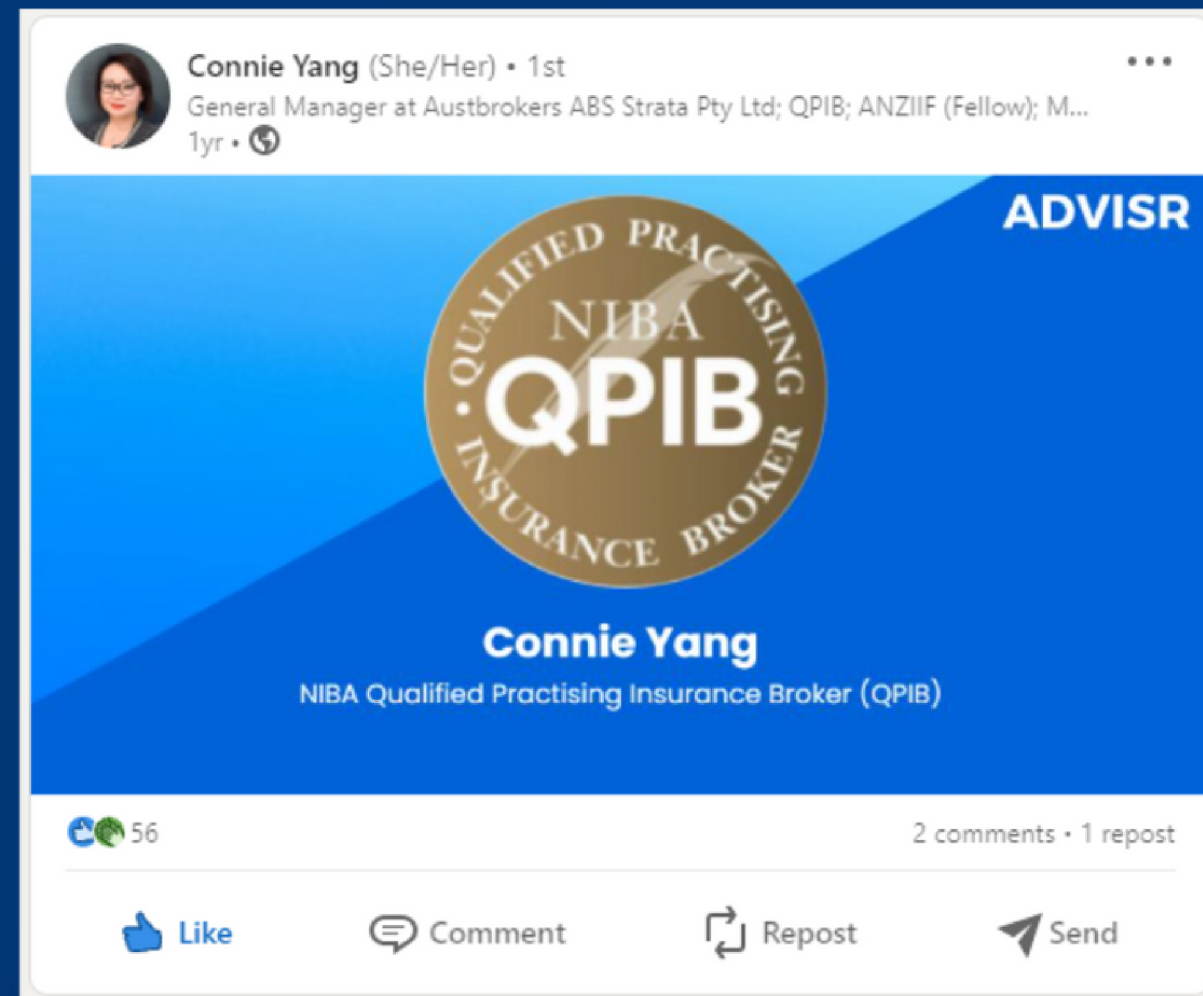 Connie Yang (She/Her) • 1st
General Manager at Austbrokers ABS Strata Pty Ltd; QPIB; ANZIIF (Fellow); M...
1yr •
ADVISR
• QUALIFIED PRACTISING INSURANCE BROKER
NIBA
QPIB
Connie Yang
NIBA Qualified Practising Insurance Broker (QPIB)
56
2 comments • 1 repost
Like Comment Repost Send